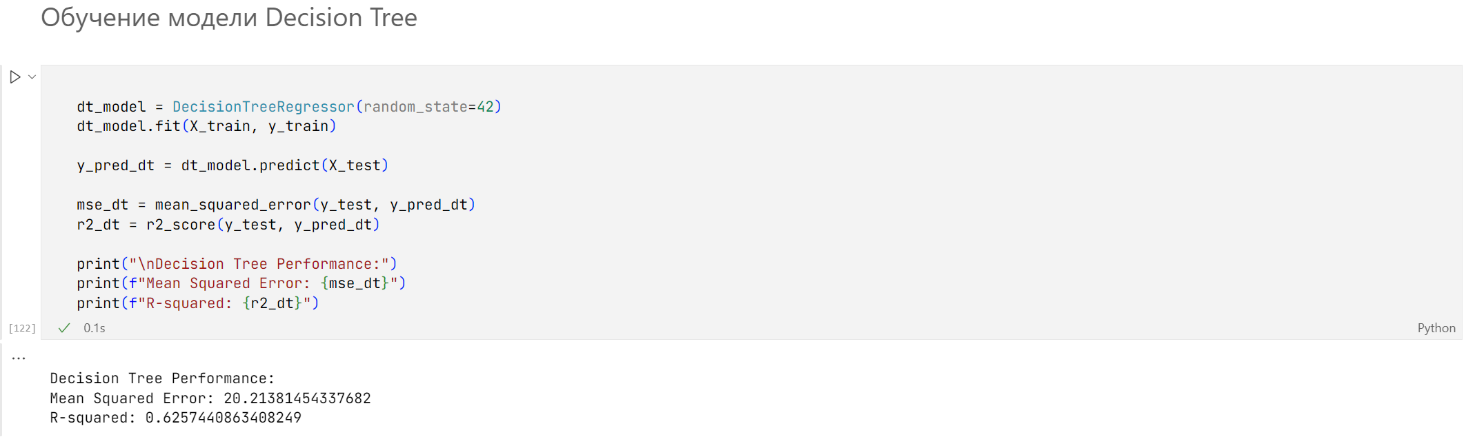 Обучение модели Decision Tree
dt_model = DecisionTreeRegressor(random_state=42)
dt_model.fit(X_train, y_train)
y_pred_dt = dt_model.predict(X_test)
mse_dt = mean_squared_error(y_test, y_pred_dt)
r2_dt = r2_score(y_test, y_pred_dt)
print("\nDecision Tree Performance:")
print(f"Mean Squared Error: {mse_dt}")
print(f"R-squared: {r2_dt}")
[122] 0.1s Python
...
Decision Tree Performance:
Mean Squared Error: 20.21381454337682
R-squared: 0.6257440863408249